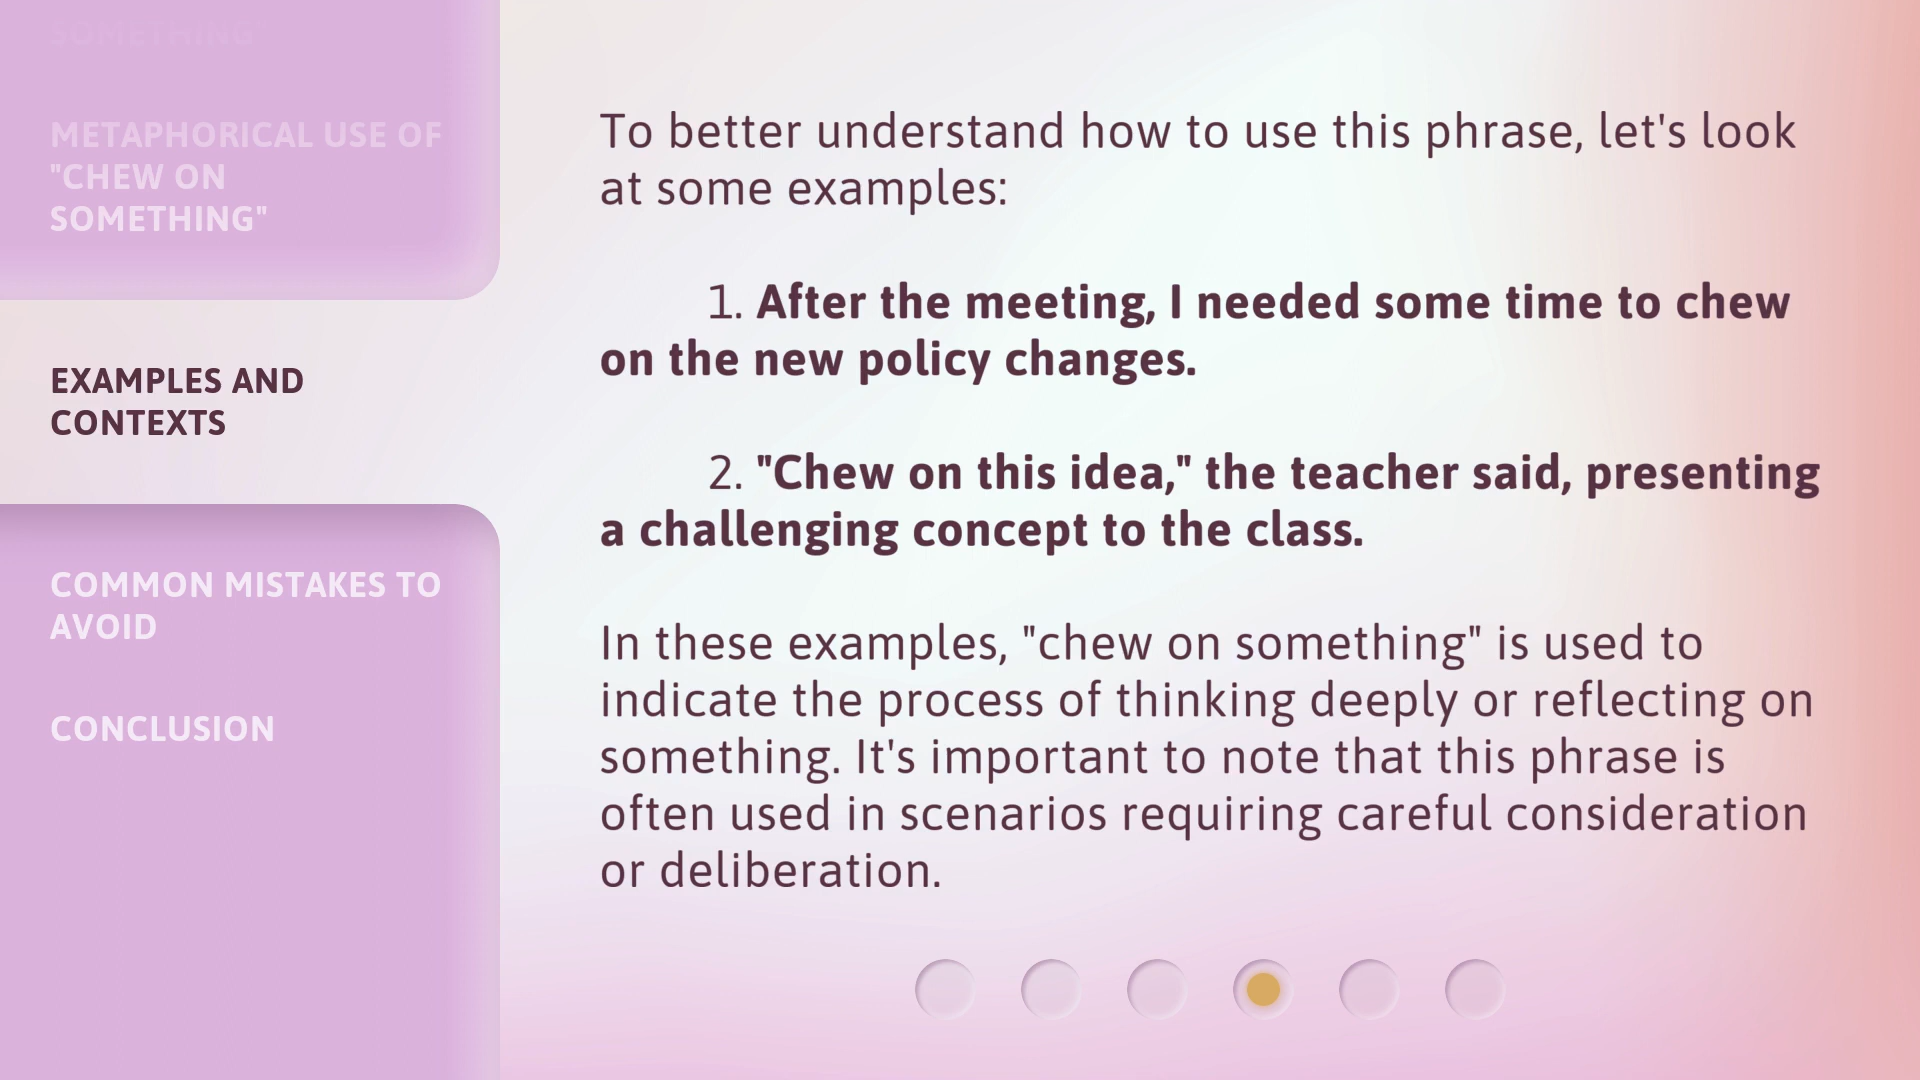 SOMETHING"
METAPHORICAL USE OF
"CHEW ON
SOMETHING"
EXAMPLES AND
CONTEXTS
COMMON MISTAKES TO
AVOID
CONCLUSION
To better understand how to use this phrase, let's look
at some examples:
1. After the meeting, I needed some time to chew
on the new policy changes.
2. "Chew on this idea," the teacher said, presenting
a challenging concept to the class.
In these examples, "chew on something" is used to
indicate the process of thinking deeply or reflecting on
something. It's important to note that this phrase is
often used in scenarios requiring careful consideration
or deliberation.